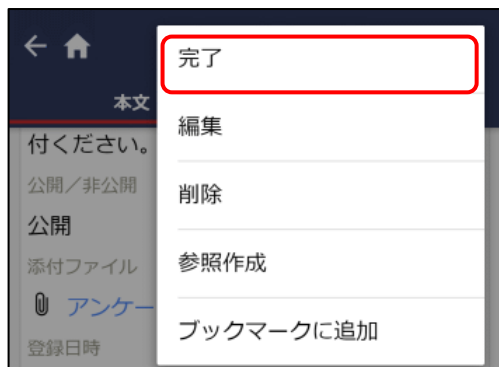 完了
本文
編集
付ください。
公開／非公開
削除
公開
添付ファイル
参照作成
アンケー
ブックマークに追加
登録日時